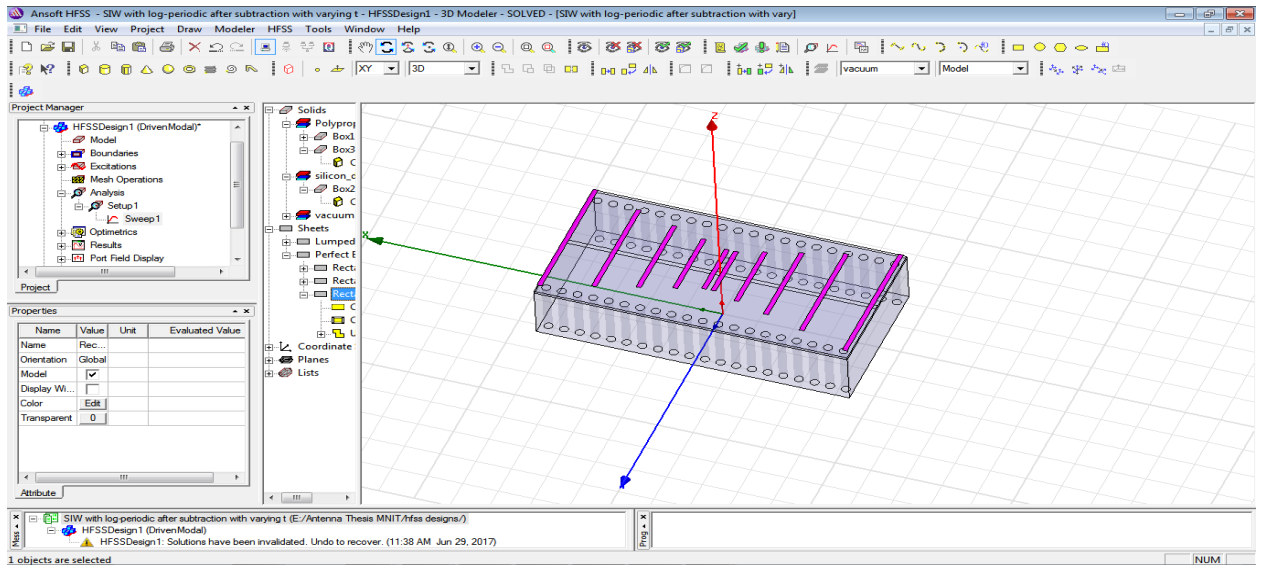 Ansoft HFSS - SIW with log-periodic after subtraction with varying t - HFSSDesign1 - 3D Modeler - SOLVED - [SIW with log-periodic after subtraction with vary]
File Edit View Project Draw Modeler HFSS Tools Window Help
XY 3D vacuum Model
Project Manager
HFSSDesign1 (DrivenModal)*
Model
Boundaries
Excitations
Mesh Operations
Analysis
Setup1
Sweep1
Optimetrics
Results
Port Field Display
Project
Properties
Name Value Unit Evaluated Value
Name Rec...
Orientation Global
Model
Display Wi...
Color Edit
Transparent 0
Attribute
Solids
Polyprop
Box1
Box3
C
silicon_c
Box2
C
vacuum
Sheets
Lumped
Perfect E
Recta
Recta
Recta
C
C
U
Coordinate
Planes
Lists
Z
X
SIW with log-periodic after subtraction with varying t (E:/Antenna Thesis MNIT/hfss designs/)
HFSSDesign1 (DrivenModal)
HFSSDesign1: Solutions have been invalidated. Undo to recover. (11:38 AM Jun 29, 2017)
Mess
Prog
1 objects are selected
NUM